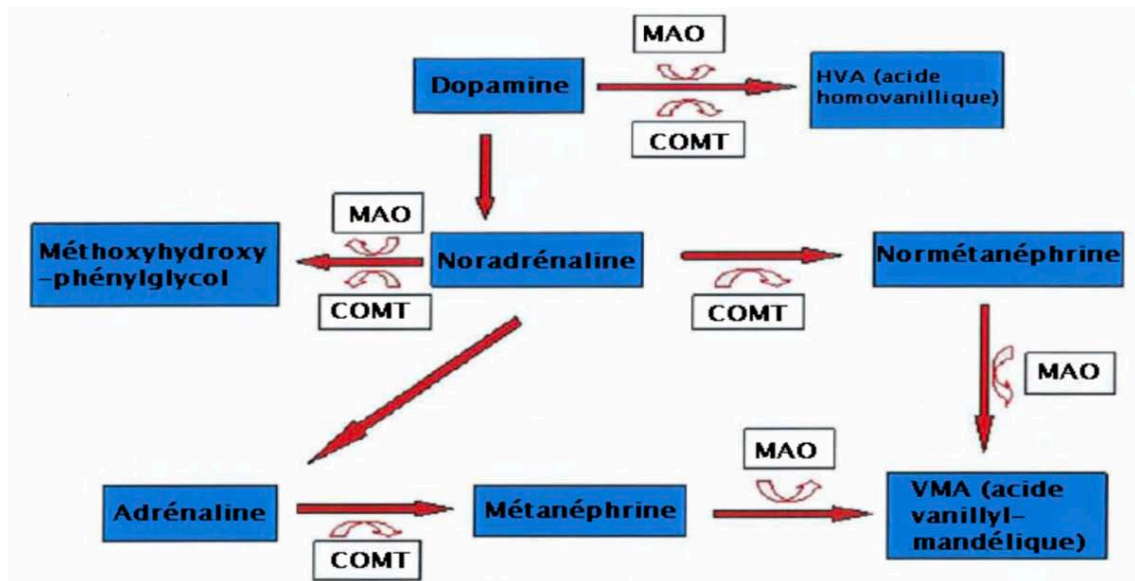 MAO
Dopamine
HVA (acide
homovanillique)
COMT
MAO
Méthoxyhydroxy
-phénylglycol
Noradrénaline
Normétanéphrine
COMT
COMT
MAO
MAO
Adrénaline
Métanéphrine
VMA (acide
vanillyl-
mandélique)
COMT